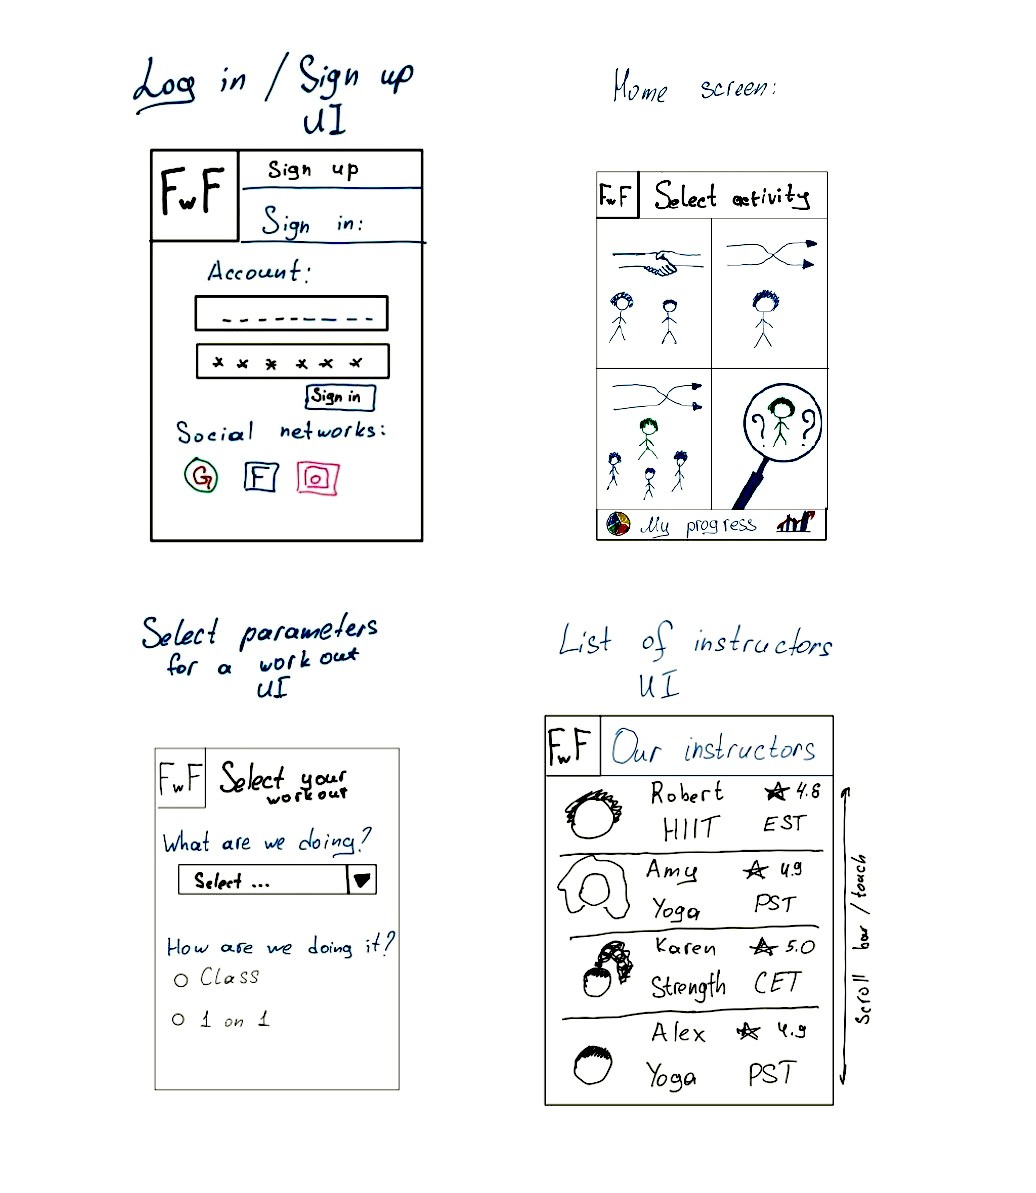 Log in / Sign up
UI
FwF
Sign up
Sign in:
Account:
* * * * * *
Sign in
Social networks:
G
F
Home screen:
FwF
Select activity
? ?
My progress
Select parameters
for a work out
UI
FwF
Select your
workout
What are we doing?
Select ...
How are we doing it?
Class
1 on 1
List of instructors
UI
FwF
Our instructors
Robert 4.8
HIIT EST
Amy 4.9
Yoga PST
Karen 5.0
Strength CET
Alex 4.9
Yoga PST
Scroll bar / touch